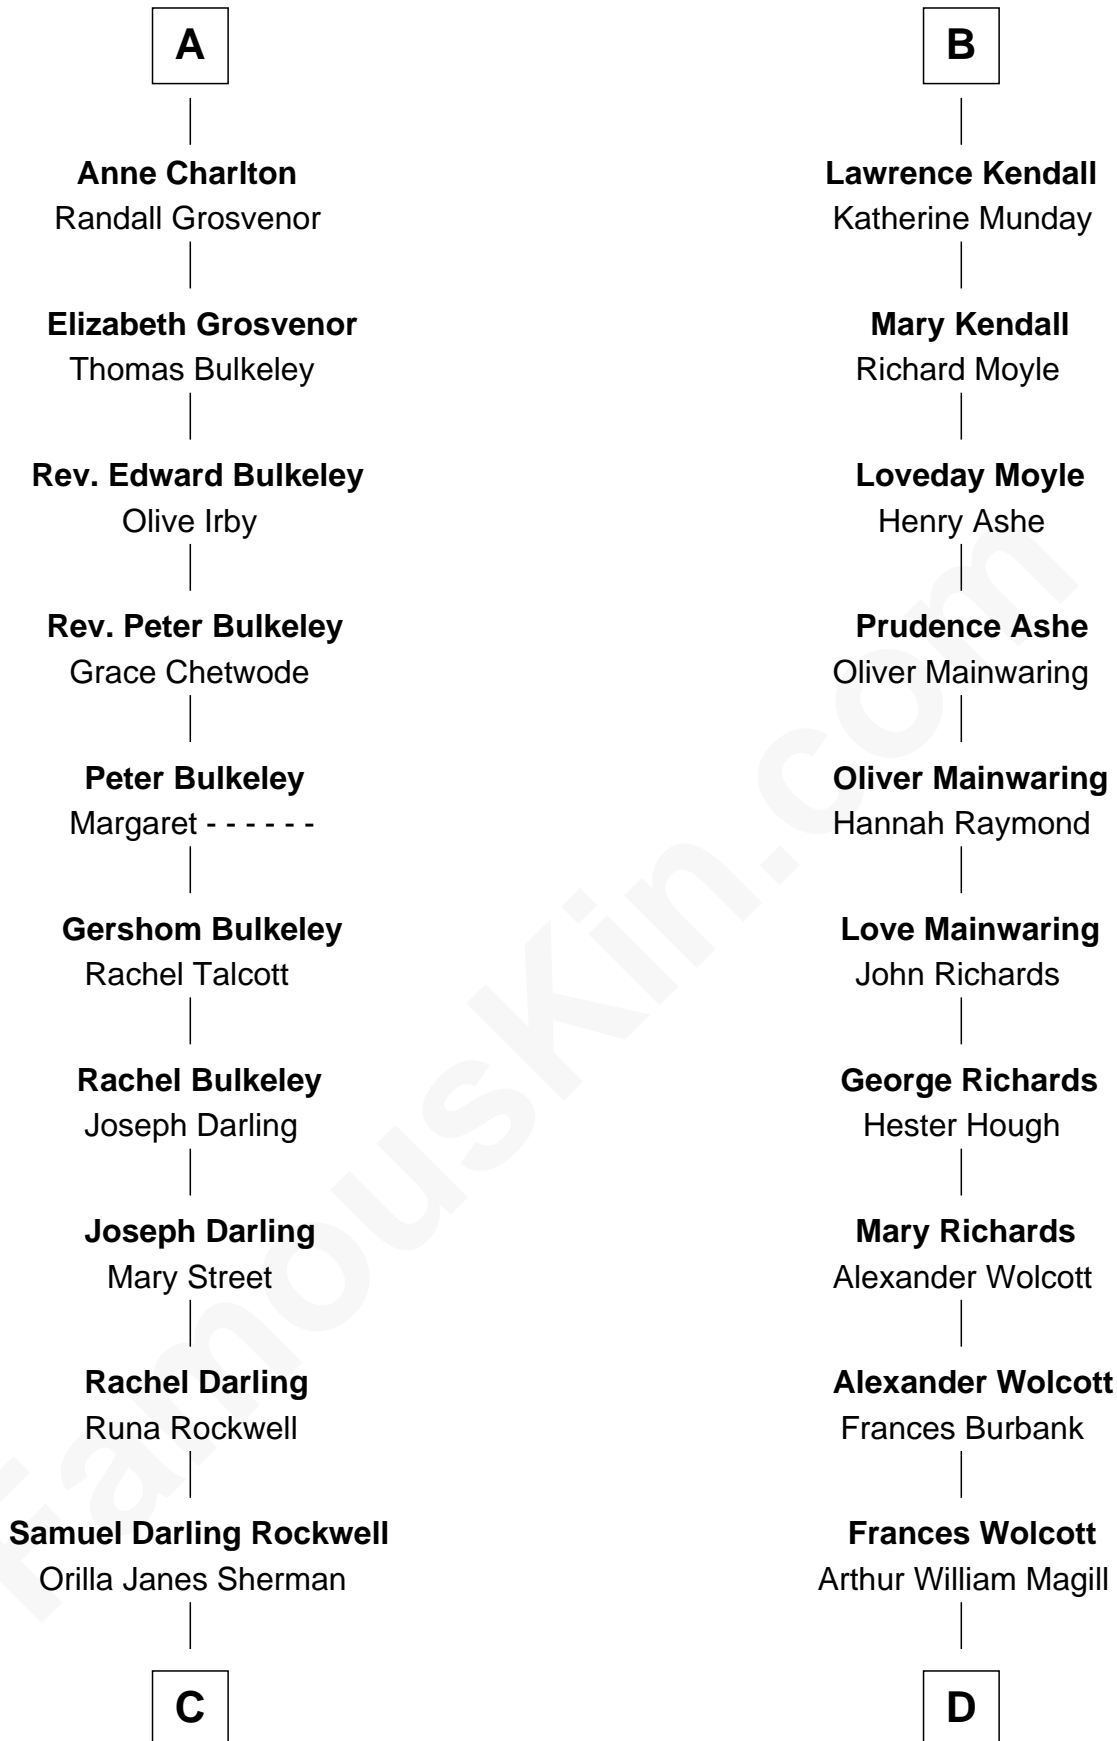 A
Anne Charlton
Randall Grosvenor
Elizabeth Grosvenor
Thomas Bulkeley
Rev. Edward Bulkeley
Olive Irby
Rev. Peter Bulkeley
Grace Chetwode
Peter Bulkeley
Margaret - - - - - -
Gershom Bulkeley
Rachel Talcott
Rachel Bulkeley
Joseph Darling
Joseph Darling
Mary Street
Rachel Darling
Runa Rockwell
Samuel Darling Rockwell
Orilla Janes Sherman
C
B
Lawrence Kendall
Katherine Munday
Mary Kendall
Richard Moyle
Loveday Moyle
Henry Ashe
Prudence Ashe
Oliver Mainwaring
Oliver Mainwaring
Hannah Raymond
Love Mainwaring
John Richards
George Richards
Hester Hough
Mary Richards
Alexander Wolcott
Alexander Wolcott
Frances Burbank
Frances Wolcott
Arthur William Magill
D
FamousKin.com